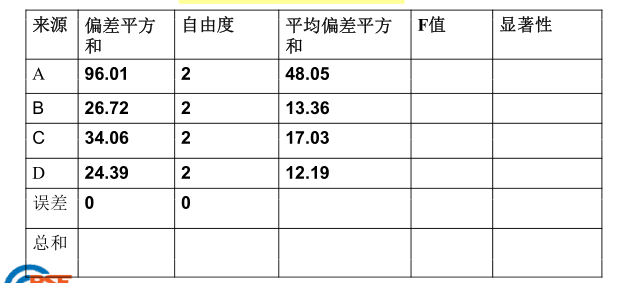 来源 偏差平方和 自由度 平均偏差平方和 F值 显著性
A 96.01 2 48.05
B 26.72 2 13.36
C 34.06 2 17.03
D 24.39 2 12.19
误差 0 0
总和